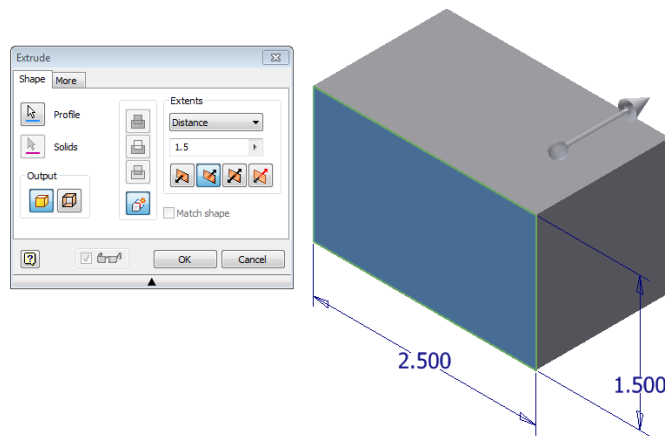 Extrude
Shape More
Profile
Solids
Output
Extents
Distance
1.5
Match shape
OK Cancel
2.500
1.500